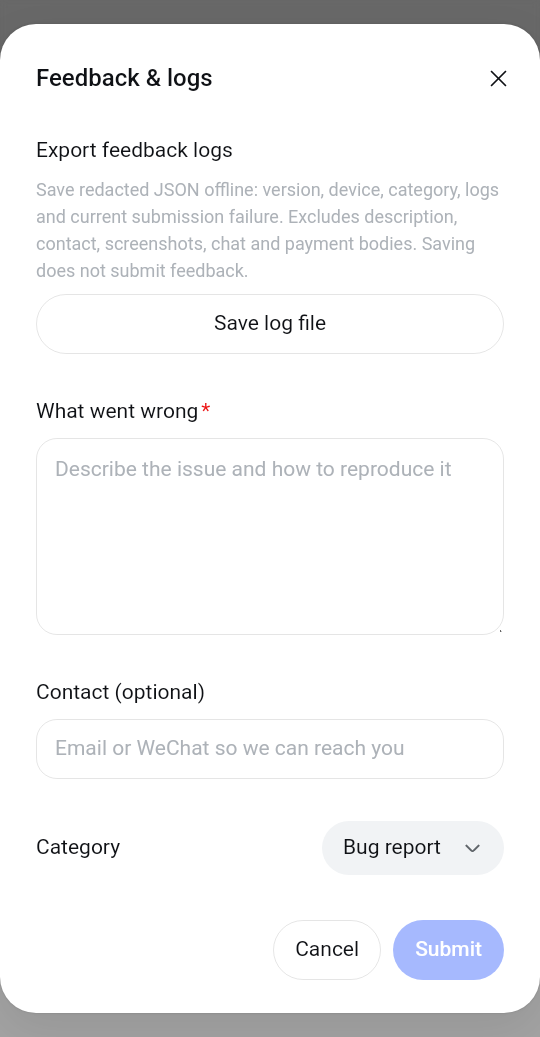 Feedback & logs
Export feedback logs
Save redacted JSON offline: version, device, category, logs
and current submission failure. Excludes description,
contact, screenshots, chat and payment bodies. Saving
does not submit feedback.
Save log file
What went wrong*
Describe the issue and how to reproduce it
Contact (optional)
Email or WeChat so we can reach you
Category
Bug report
Cancel
Submit